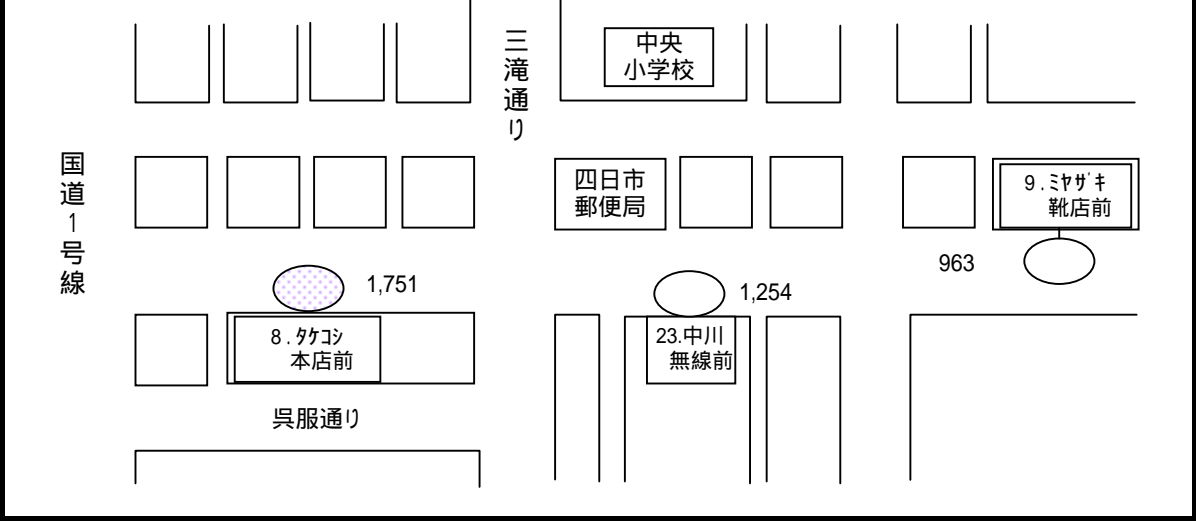 三滝通り
中央
小学校
国道1号線
四日市
郵便局
9.ミヤザキ
靴店前
963
1,751
1,254
8.タケコシ
本店前
23.中川
無線前
呉服通り